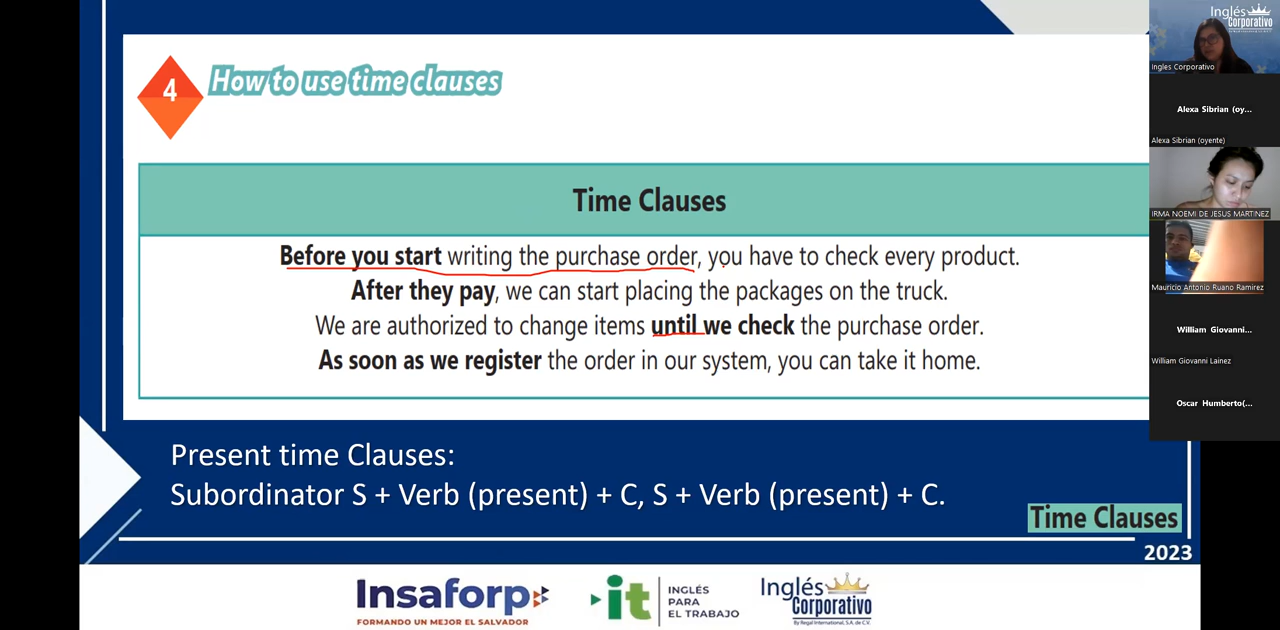 4
How to use time clauses
Time Clauses
Before you start writing the purchase order, you have to check every product.
After they pay, we can start placing the packages on the truck.
We are authorized to change items until we check the purchase order.
As soon as we register the order in our system, you can take it home.
Present time Clauses:
Subordinator S + Verb (present) + C, S + Verb (present) + C.
Time Clauses
2023
Insaforp
FORMANDO UN MEJOR EL SALVADOR
it
INGLÉS
PARA
EL TRABAJO
Inglés
Corporativo
By Regal International, S.A. de C.V.
Inglés
Corporativo
Ingles Corporativo
Alexa Sibrian (oy...
Alexa Sibrian (oyente)
IRMA NOEMI DE JESUS MARTINEZ
Mauricio Antonio Ruano Ramirez
William Giovanni...
William Giovanni Lainez
Oscar Humberto(...